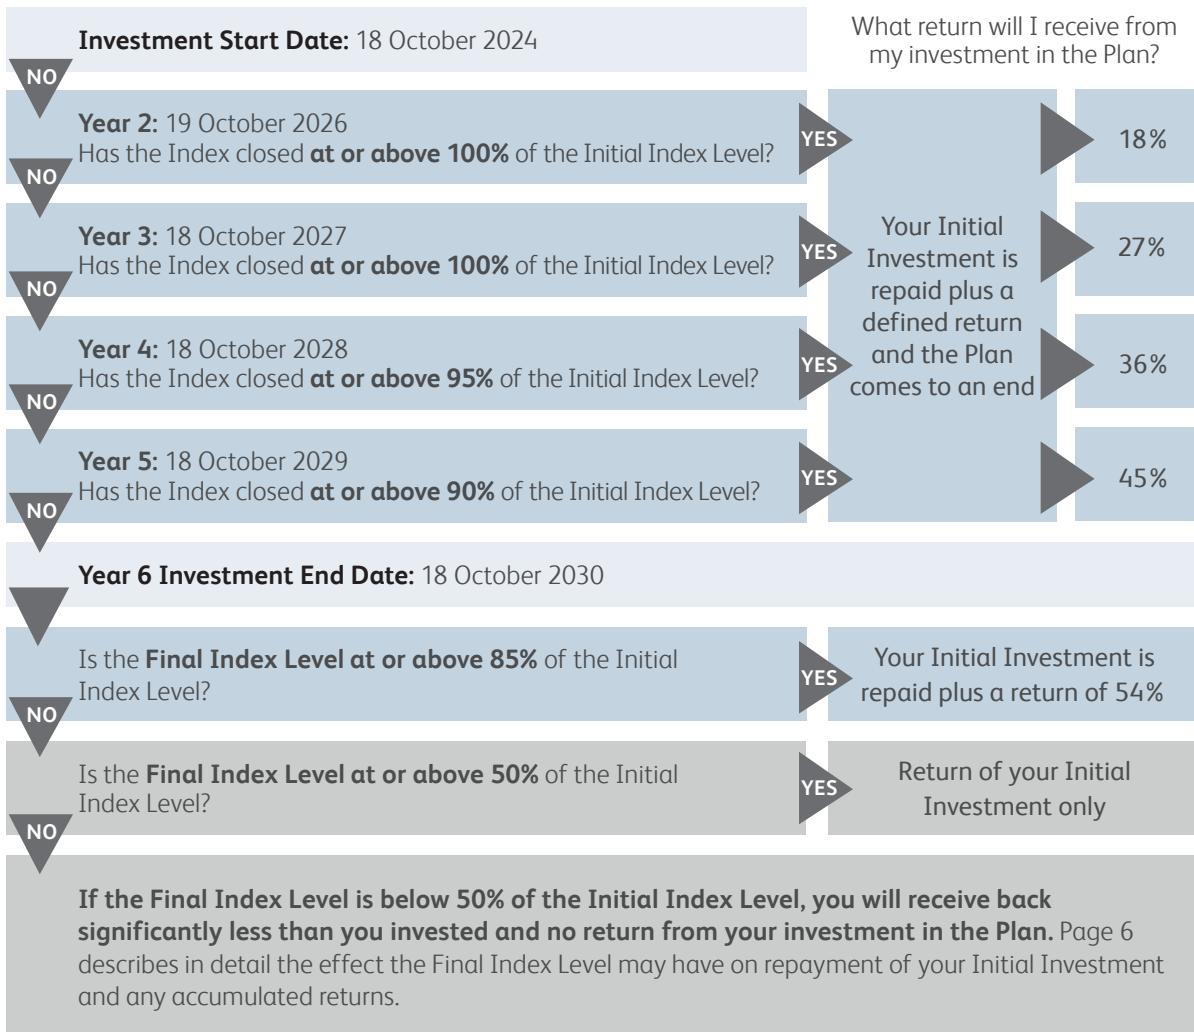 Investment Start Date: 18 October 2024
What return will I receive from
my investment in the Plan?
NO
Year 2: 19 October 2026
Has the Index closed at or above 100% of the Initial Index Level?
YES
18%
NO
Year 3: 18 October 2027
Has the Index closed at or above 100% of the Initial Index Level?
YES
Your Initial
Investment is
repaid plus a
defined return
and the Plan
comes to an end
27%
NO
Year 4: 18 October 2028
Has the Index closed at or above 95% of the Initial Index Level?
YES
36%
NO
Year 5: 18 October 2029
Has the Index closed at or above 90% of the Initial Index Level?
YES
45%
NO
Year 6 Investment End Date: 18 October 2030
Is the Final Index Level at or above 85% of the Initial
Index Level?
YES
Your Initial Investment is
repaid plus a return of 54%
NO
Is the Final Index Level at or above 50% of the Initial
Index Level?
YES
Return of your Initial
Investment only
NO
If the Final Index Level is below 50% of the Initial Index Level, you will receive back
significantly less than you invested and no return from your investment in the Plan. Page 6
describes in detail the effect the Final Index Level may have on repayment of your Initial Investment
and any accumulated returns.